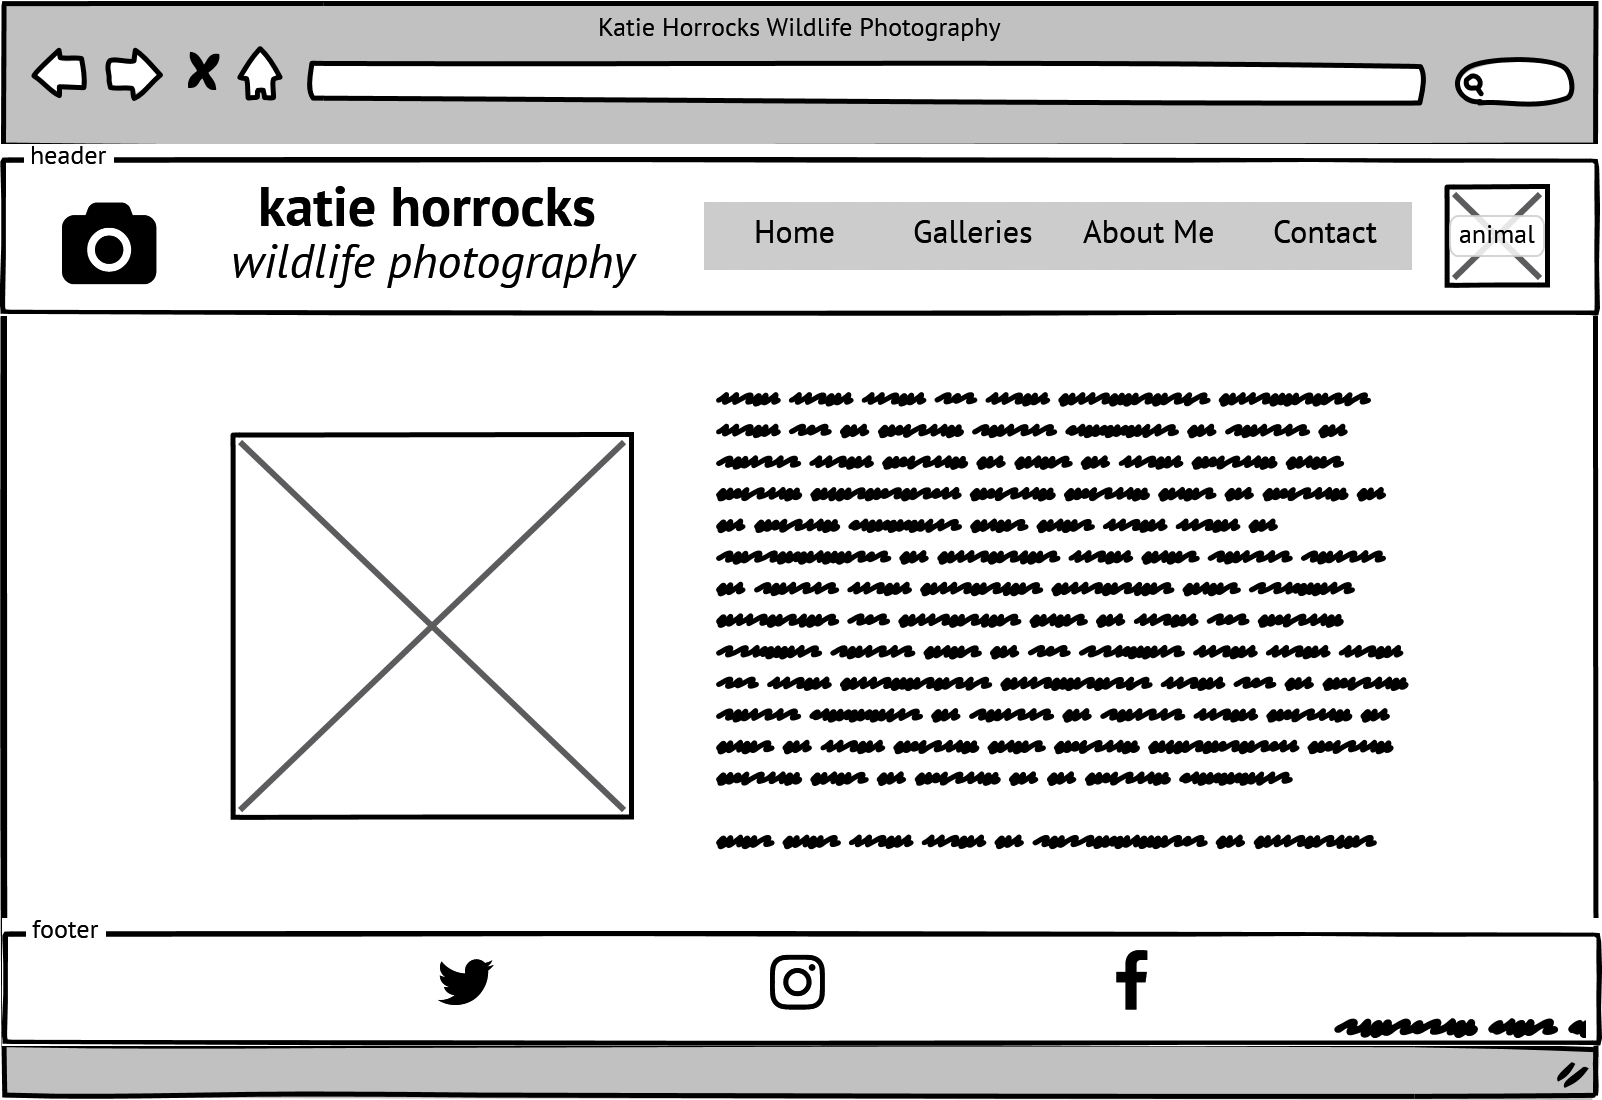 Katie Horrocks Wildlife Photography
header
katie horrocks
wildlife photography
Home Galleries About Me Contact
animal
footer